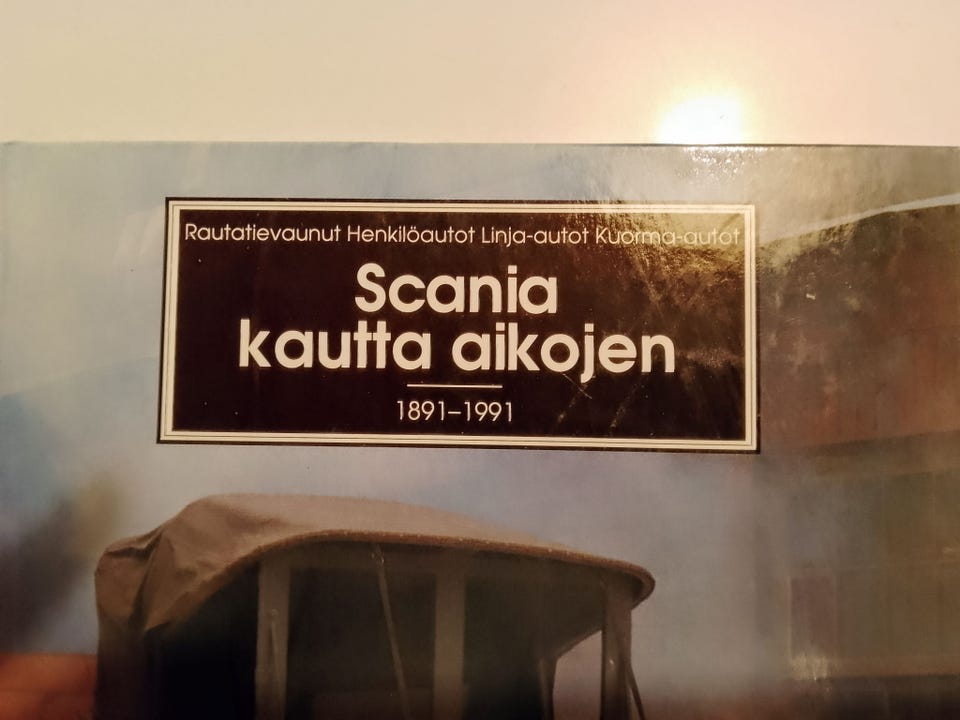 Rautatievaunut Henkilöautot Linja-autot Kuorma-autot
Scania
kautta aikojen
1891–1991